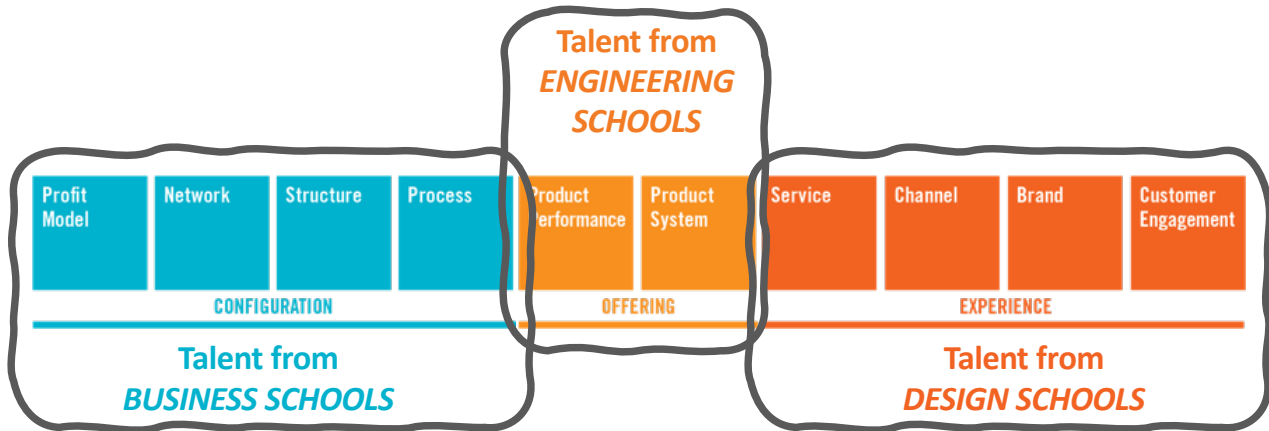 Talent from
ENGINEERING
SCHOOLS
Profit
Model
Network
Structure
Process
Product
Performance
Product
System
Service
Channel
Brand
Customer
Engagement
CONFIGURATION
OFFERING
EXPERIENCE
Talent from
BUSINESS SCHOOLS
Talent from
DESIGN SCHOOLS